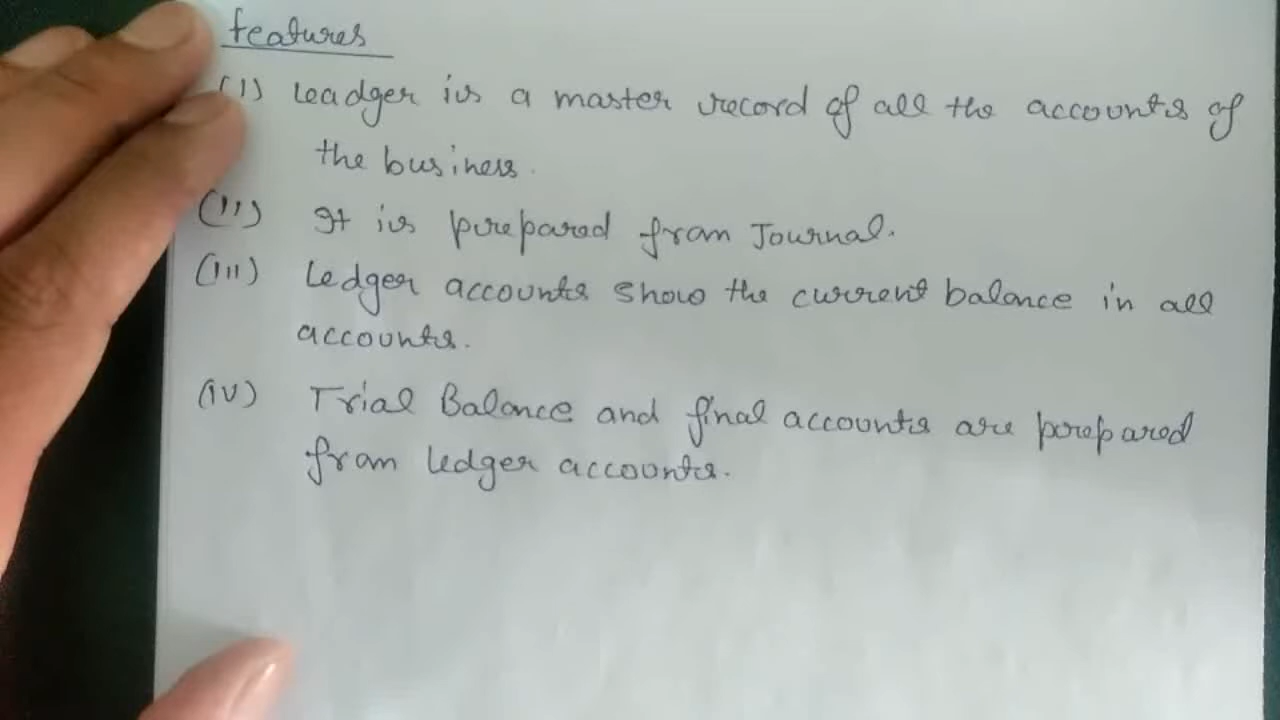 features
(I) Leadger is a master record of all the accounts of
the business.
(II) It is prepared from Journal.
(III) Ledger accounts show the current balance in all
accounts.
(IV) Trial Balance and final accounts are prepared
from ledger accounts.